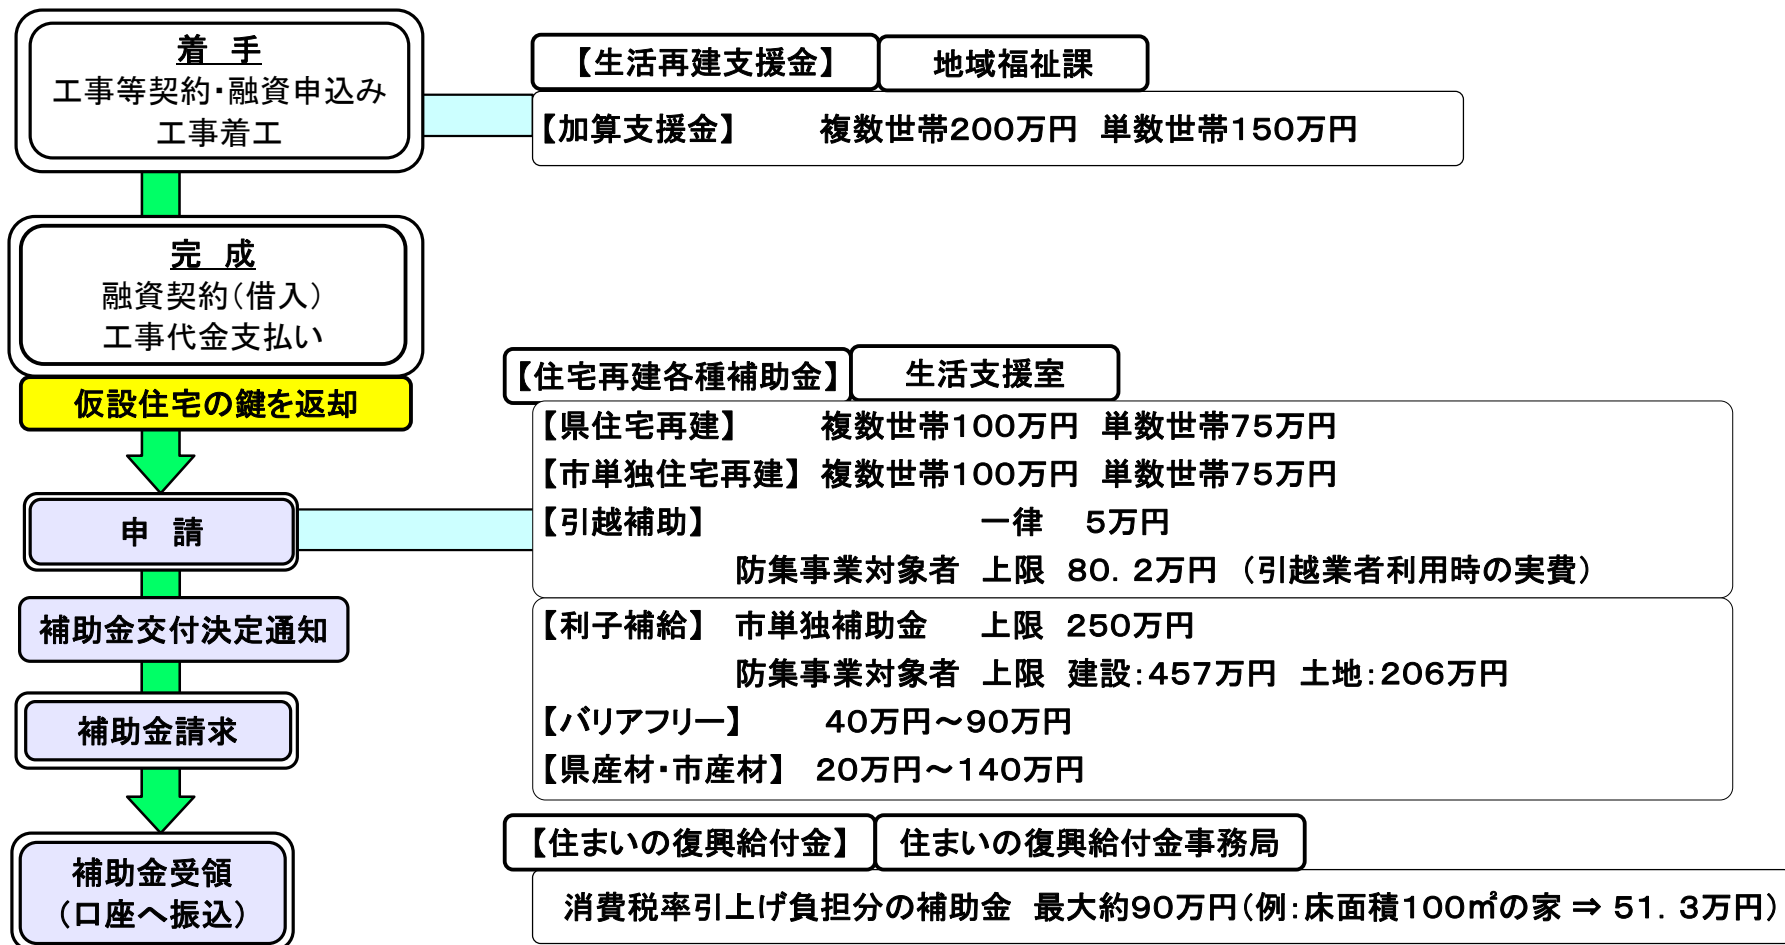 着　手
工事等契約・融資申込み
工事着工
【生活再建支援金】　地域福祉課
【加算支援金】　複数世帯200万円　単数世帯150万円
完　成
融資契約（借入）
工事代金支払い
仮設住宅の鍵を返却
【住宅再建各種補助金】　生活支援室
【県住宅再建】　複数世帯100万円　単数世帯75万円
【市単独住宅再建】　複数世帯100万円　単数世帯75万円
【引越補助】　一律　5万円
防集事業対象者　上限　80．2万円　（引越業者利用時の実費）
申　請
補助金交付決定通知
【利子補給】　市単独補助金　上限　250万円
防集事業対象者　上限　建設：457万円　土地：206万円
【バリアフリー】　40万円～90万円
【県産材・市産材】　20万円～140万円
補助金請求
補助金受領
（口座へ振込）
【住まいの復興給付金】　住まいの復興給付金事務局
消費税率引上げ負担分の補助金　最大約90万円（例：床面積100㎡の家 ⇒ 51．3万円）